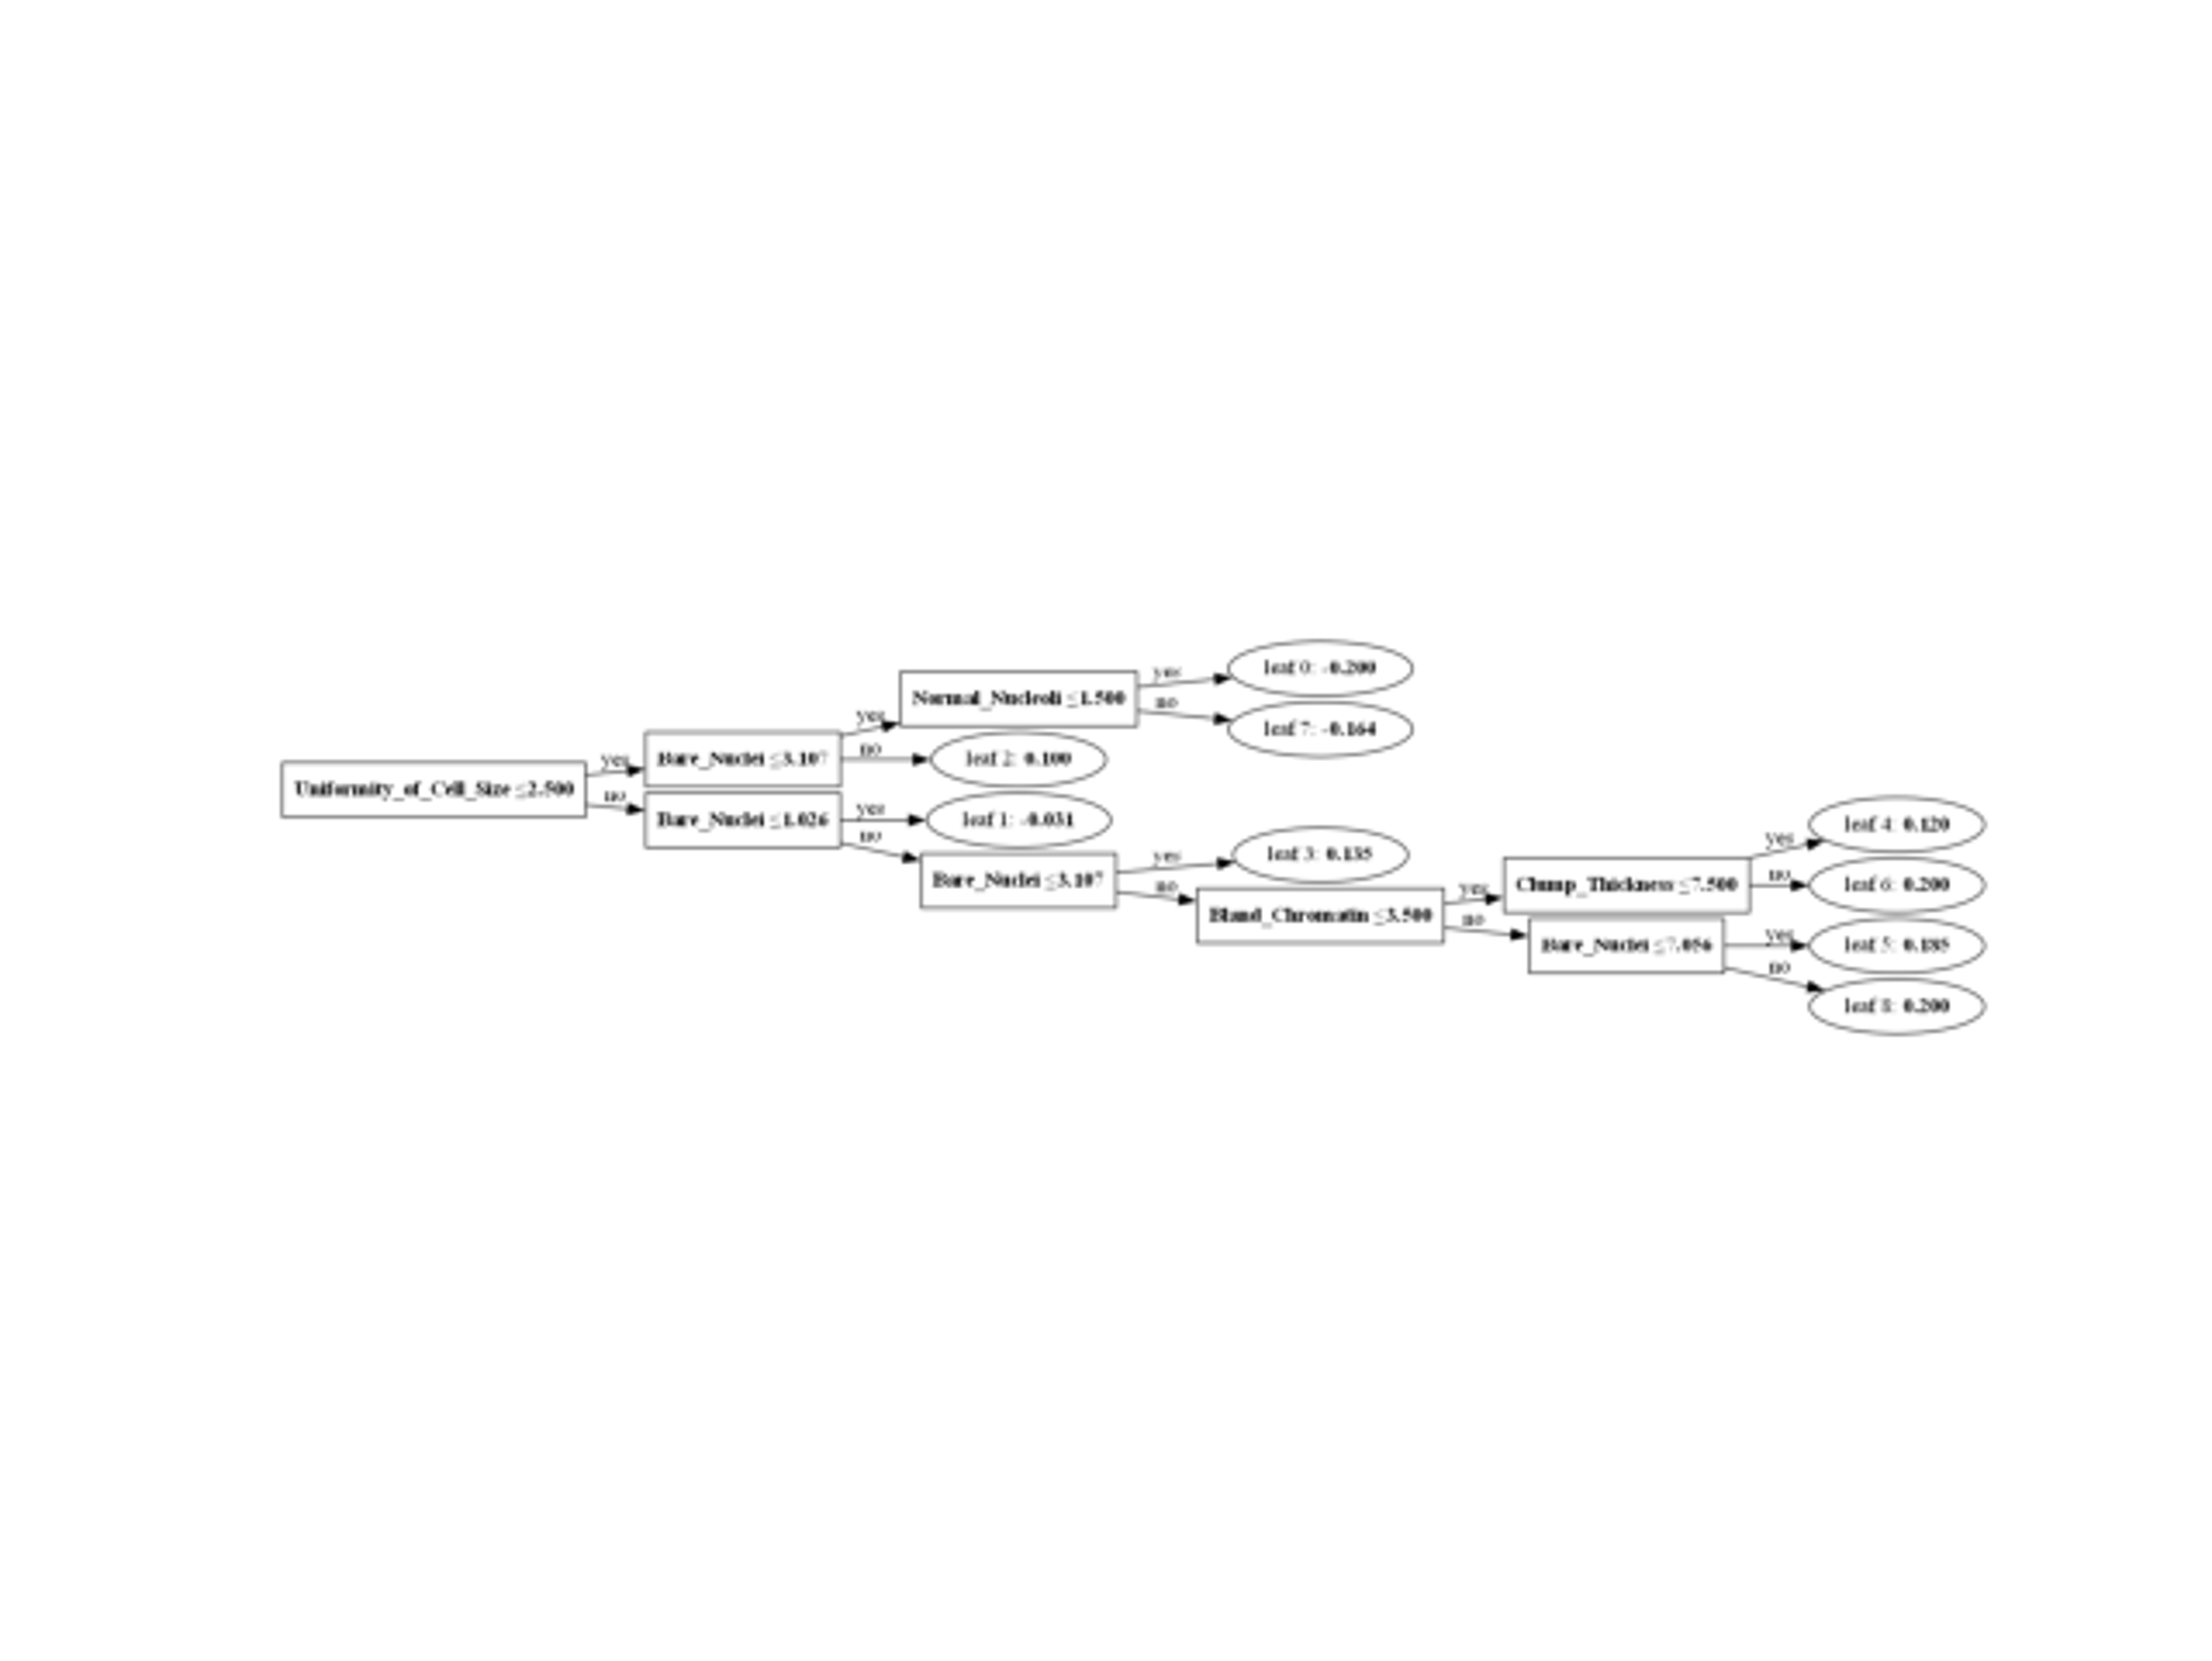 Uniformity_of_Cell_Size ≤2.500
yes
no
Bare_Nuclei ≤3.107
yes
no
Bare_Nuclei ≤1.026
yes
no
Normal_Nucleoli ≤1.500
yes
no
leaf 2: 0.100
leaf 1: -0.031
Bare_Nuclei ≤3.107
yes
no
leaf 0: -0.200
leaf 7: -0.164
leaf 3: 0.135
Bland_Chromatin ≤3.500
yes
no
Clump_Thickness ≤7.500
yes
no
Bare_Nuclei ≤7.056
yes
no
leaf 4: 0.120
leaf 6: 0.200
leaf 5: 0.185
leaf 8: 0.200